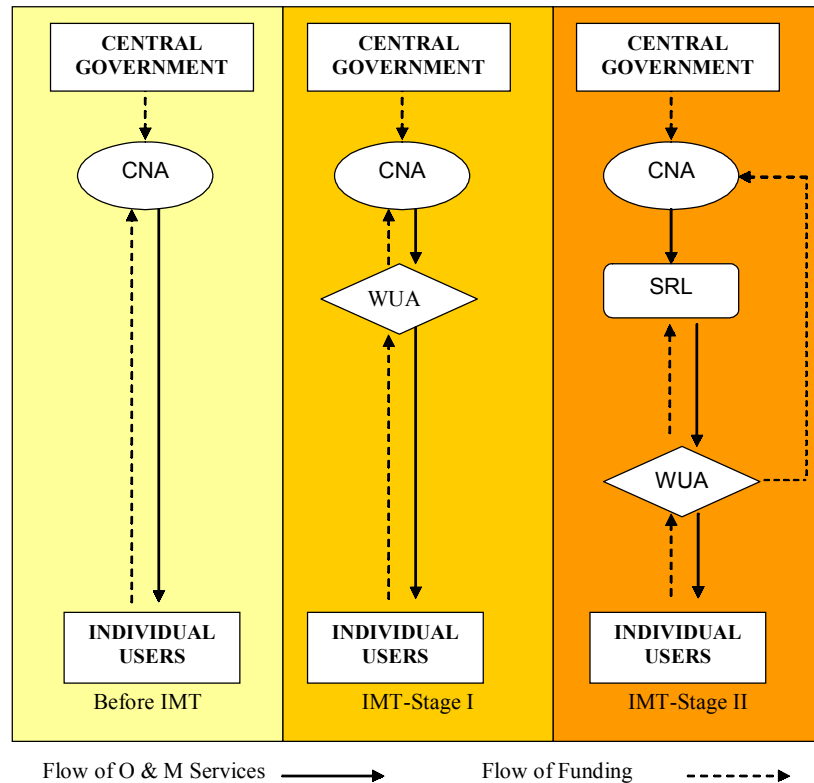 CENTRAL
GOVERNMENT
CNA
INDIVIDUAL
USERS
Before IMT
CENTRAL
GOVERNMENT
CNA
WUA
INDIVIDUAL
USERS
IMT-Stage I
CENTRAL
GOVERNMENT
CNA
SRL
WUA
INDIVIDUAL
USERS
IMT-Stage II
Flow of O & M Services
Flow of Funding